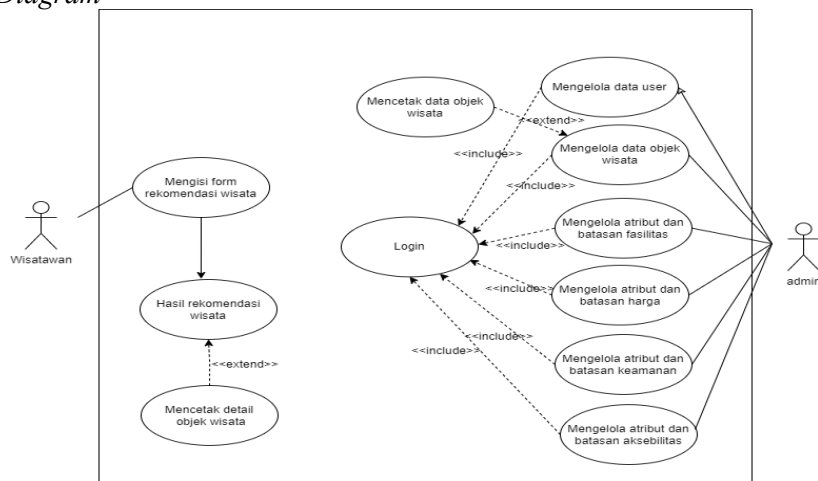 Diagram
Mengelola data user
Mencetak data objek
wisata
<<extend>>
Mengelola data objek
wisata
<<include>>
<<include>>
Mengisi form
rekomendasi wisata
Wisatawan
Mengelola atribut dan
batasan fasilitas
Login
<<include>>
admin
Mengelola atribut dan
batasan harga
<<include>>
Hasil rekomendasi
wisata
<<include>>
<<include>>
Mengelola atribut dan
batasan keamanan
<<extend>>
Mencetak detail
objek wisata
Mengelola atribut dan
batasan aksebilitas